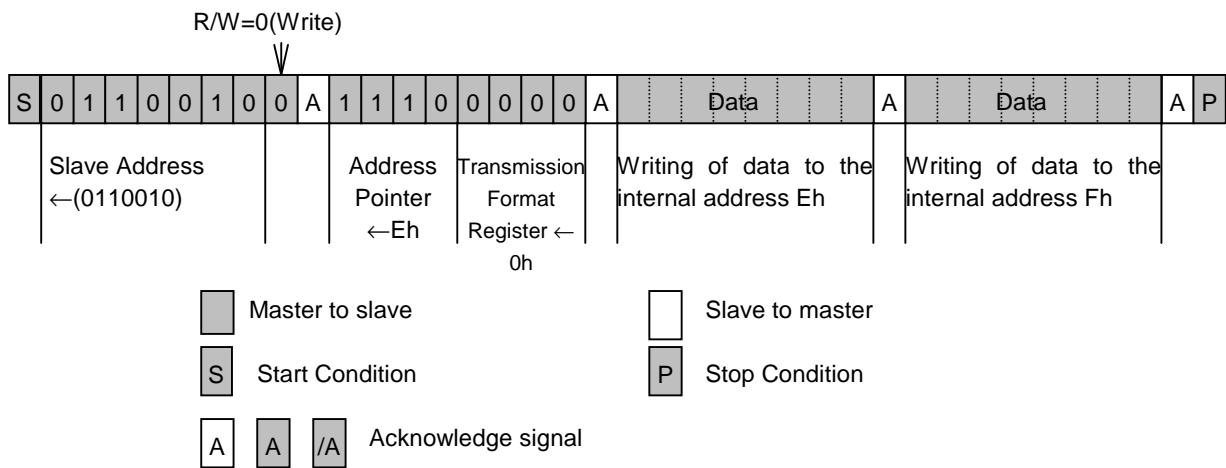 R/W=0(Write)
S 0 1 1 0 0 1 0 0 A 1 1 1 0 0 0 0 0 A Data A Data A P
Slave Address
←(0110010)
Address
Pointer
←Eh
Transmission
Format
Register ←
0h
Writing of data to the
internal address Eh
Writing of data to the
internal address Fh
Master to slave
Slave to master
S Start Condition
P Stop Condition
A A /A Acknowledge signal